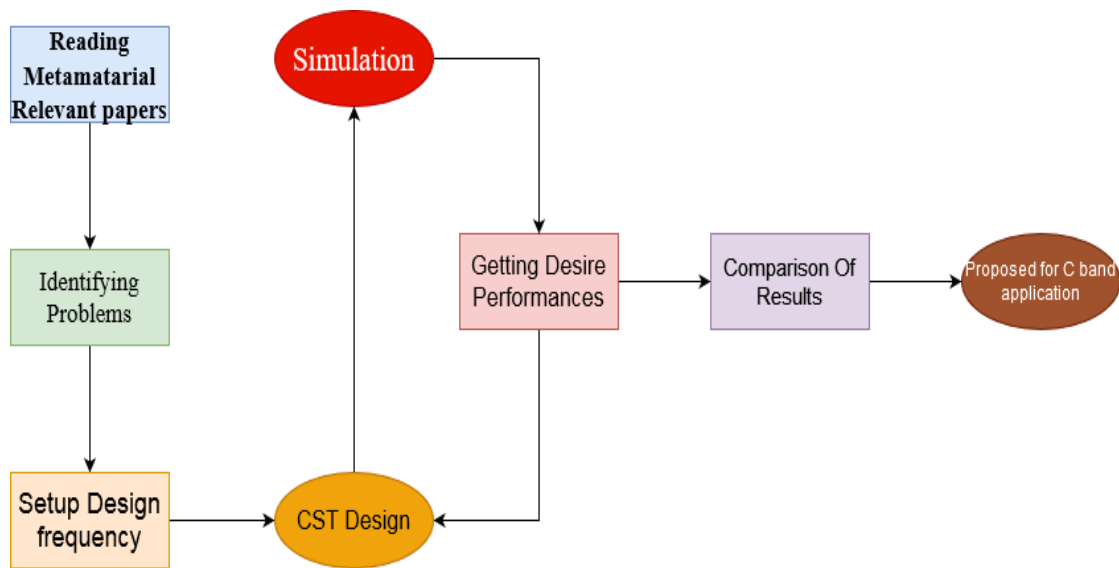 Reading
Metamatarial
Relevant papers
Identifying
Problems
Setup Design
frequency
CST Design
Simulation
Getting Desire
Performances
Comparison Of
Results
Proposed for C band
application